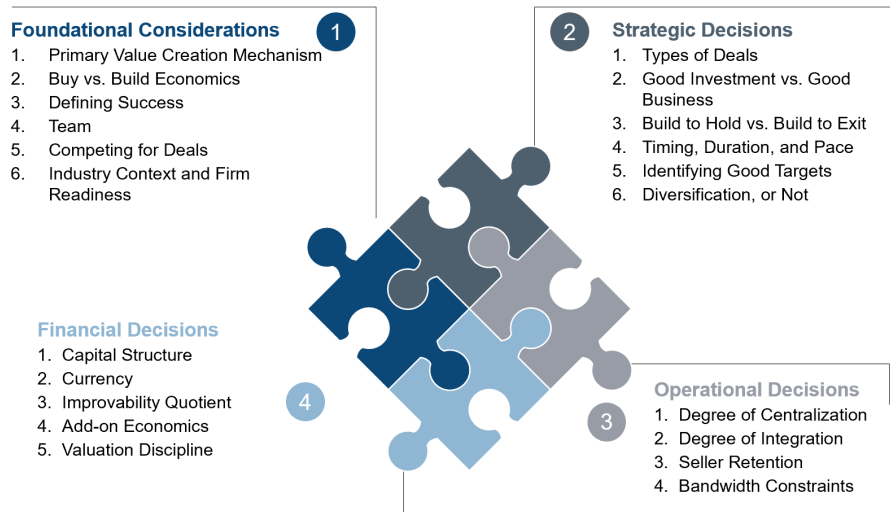 Foundational Considerations
1
1. Primary Value Creation Mechanism
2. Buy vs. Build Economics
3. Defining Success
4. Team
5. Competing for Deals
6. Industry Context and Firm
Readiness
2
Strategic Decisions
1. Types of Deals
2. Good Investment vs. Good
Business
3. Build to Hold vs. Build to Exit
4. Timing, Duration, and Pace
5. Identifying Good Targets
6. Diversification, or Not
Financial Decisions
1. Capital Structure
2. Currency
3. Improvability Quotient
4. Add-on Economics
5. Valuation Discipline
4
3
Operational Decisions
1. Degree of Centralization
2. Degree of Integration
3. Seller Retention
4. Bandwidth Constraints